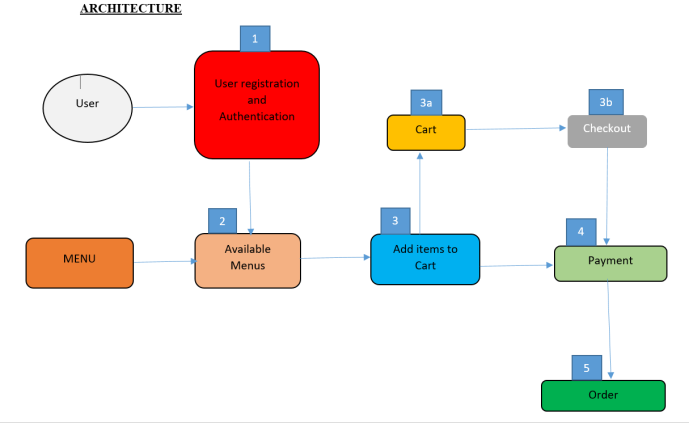 ARCHITECTURE
1
User registration
and
Authentication
User
3a
Cart
3b
Checkout
2
Available
Menus
MENU
3
Add items to
Cart
4
Payment
5
Order